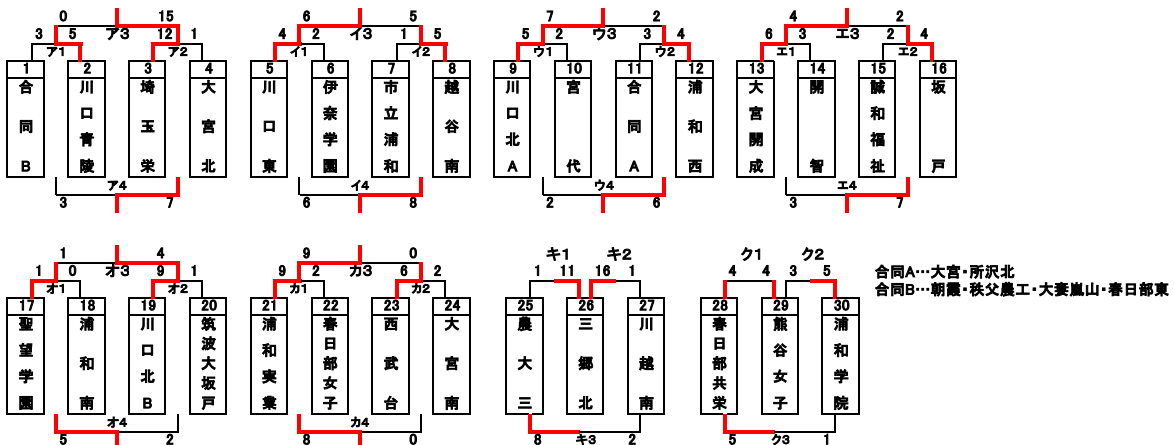 0 15 6 5 7 2 4 2
ア3 イ3 ウ3 エ3
3 5 12 1 4 2 1 5 5 2 3 4 6 3 2 4
ア1 ア2 イ1 イ2 ウ1 ウ2 エ1 エ2
1 2 3 4 5 6 7 8 9 10 11 12 13 14 15 16
合同B 川口青陵 埼玉栄 大宮北 川口東 伊奈学園 市立浦和 越谷南 川口北A 宮代 合同A 浦和西 大宮開成 開智 誠和福祉 坂戸
ア4 イ4 ウ4 エ4
3 7 6 8 2 6 3 7
1 4 9 0 キ1 キ2 ク1 ク2
オ3 カ3
1 0 9 1 9 2 6 2 1 11 16 1 4 4 3 5
オ1 オ2 カ1 カ2
合同A…大宮・所沢北
合同B…朝霞・秩父農工・大妻嵐山・春日部東
17 18 19 20 21 22 23 24 25 26 27 28 29 30
聖望学園 浦和南 川口北B 筑波大坂戸 浦和実業 春日部女子 西武台 大宮南 農大三 三郷北 川越南 春日部共栄 熊谷女子 浦和学院
オ4 カ4 キ3 ク3
5 2 8 0 8 2 5 1